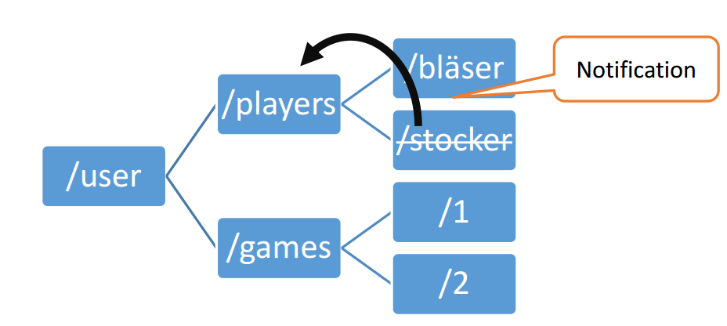 /bläser
Notification
/players
/stocker
/user
/1
/games
/2